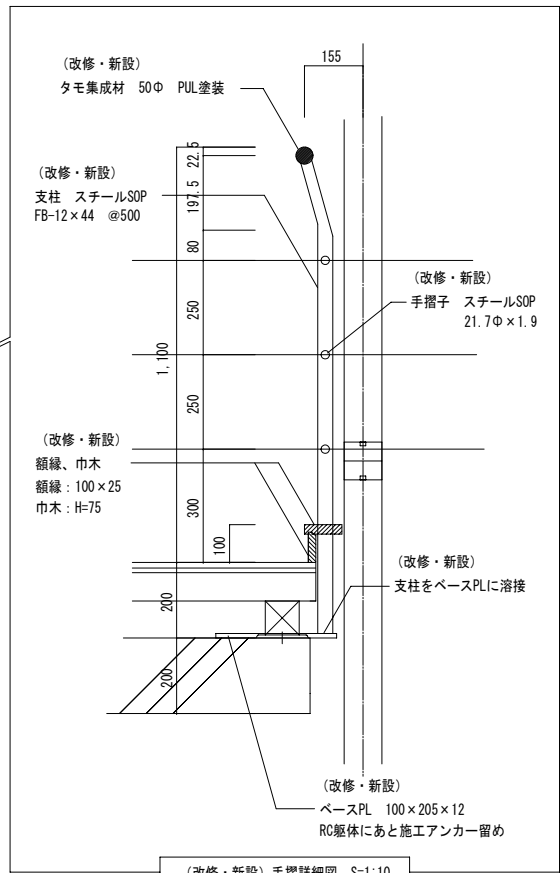 155
(改修・新設)
タモ集成材 50Φ PUL塗装
22.5
(改修・新設)
支柱 スチールSOP
FB-12×44 @500
197.5
80
(改修・新設)
手摺子 スチールSOP
21.7Φ×1.9
250
1,100
250
(改修・新設)
額縁、巾木
額縁:100×25
巾木:H=75
300
100
(改修・新設)
支柱をベースPLに溶接
200
200
(改修・新設)
ベースPL 100×205×12
RC躯体にあと施工アンカー留め
(改修・新設)手摺詳細図 S=1:10